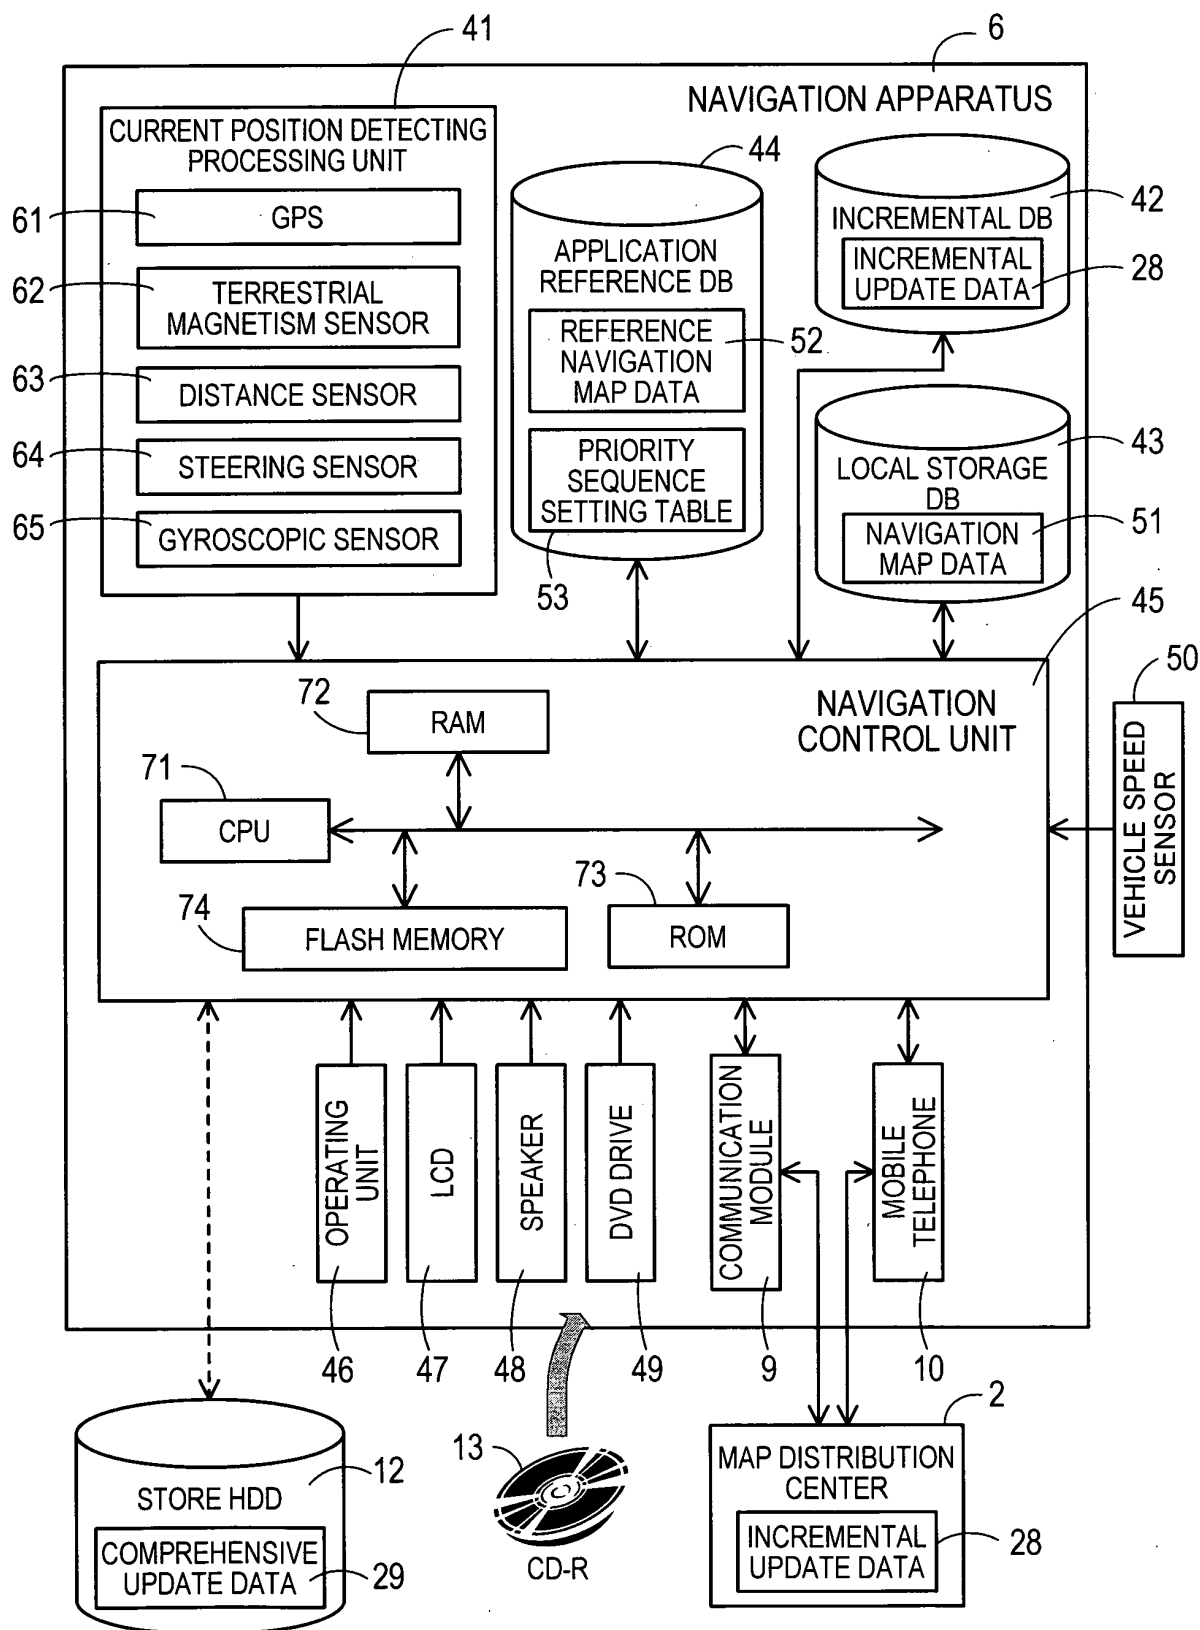 41
6
NAVIGATION APPARATUS
CURRENT POSITION DETECTING
PROCESSING UNIT
61
GPS
62
TERRESTRIAL
MAGNETISM SENSOR
63
DISTANCE SENSOR
64
STEERING SENSOR
65
GYROSCOPIC SENSOR
44
APPLICATION
REFERENCE DB
REFERENCE
NAVIGATION
MAP DATA
52
PRIORITY
SEQUENCE
SETTING TABLE
53
42
INCREMENTAL DB
INCREMENTAL
UPDATE DATA
28
43
LOCAL STORAGE
DB
NAVIGATION
MAP DATA
51
45
NAVIGATION
CONTROL UNIT
50
VEHICLE SPEED
SENSOR
72
RAM
71
CPU
74
FLASH MEMORY
73
ROM
OPERATING
UNIT
LCD
SPEAKER
DVD DRIVE
COMMUNICATION
MODULE
MOBILE
TELEPHONE
46
47
48
49
9
10
12
STORE HDD
COMPREHENSIVE
UPDATE DATA
29
13
CD-R
2
MAP DISTRIBUTION
CENTER
INCREMENTAL
UPDATE DATA
28